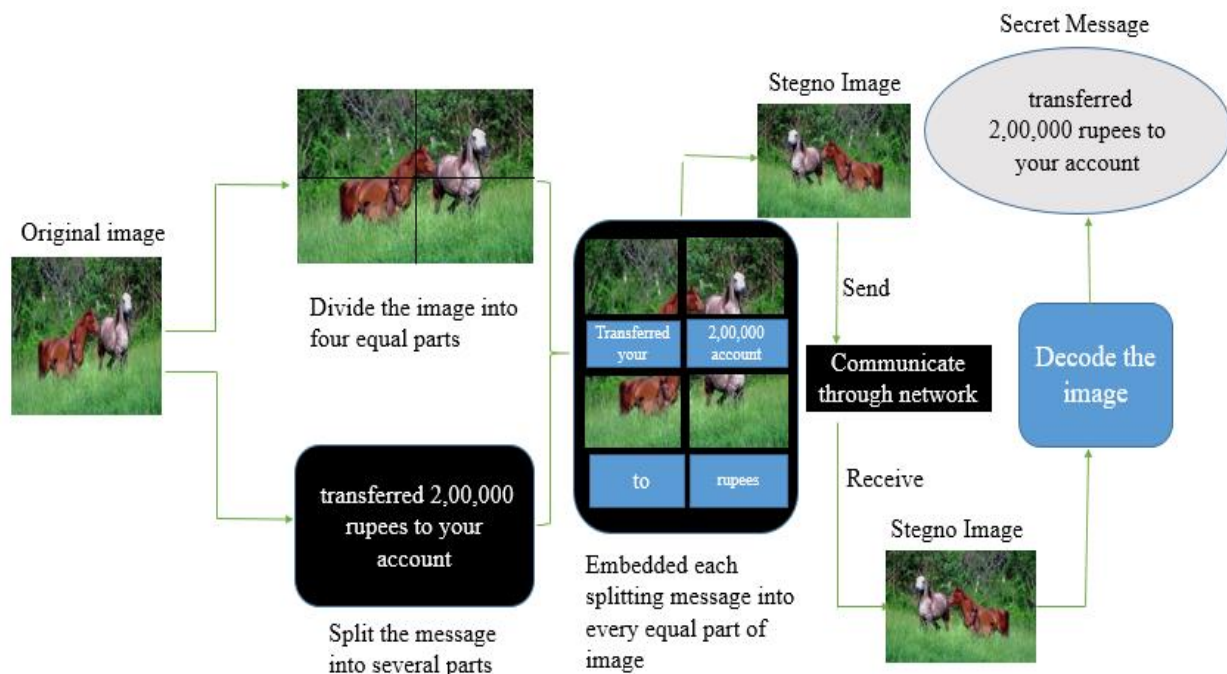 Original image
Divide the image into
four equal parts
transferred 2,00,000
rupees to your
account
Split the message
into several parts
Transferred
your
2,00,000
account
to
rupees
Embedded each
splitting message into
every equal part of
image
Stegno Image
Send
Communicate
through network
Receive
Stegno Image
Decode the
image
Secret Message
transferred
2,00,000 rupees to
your account